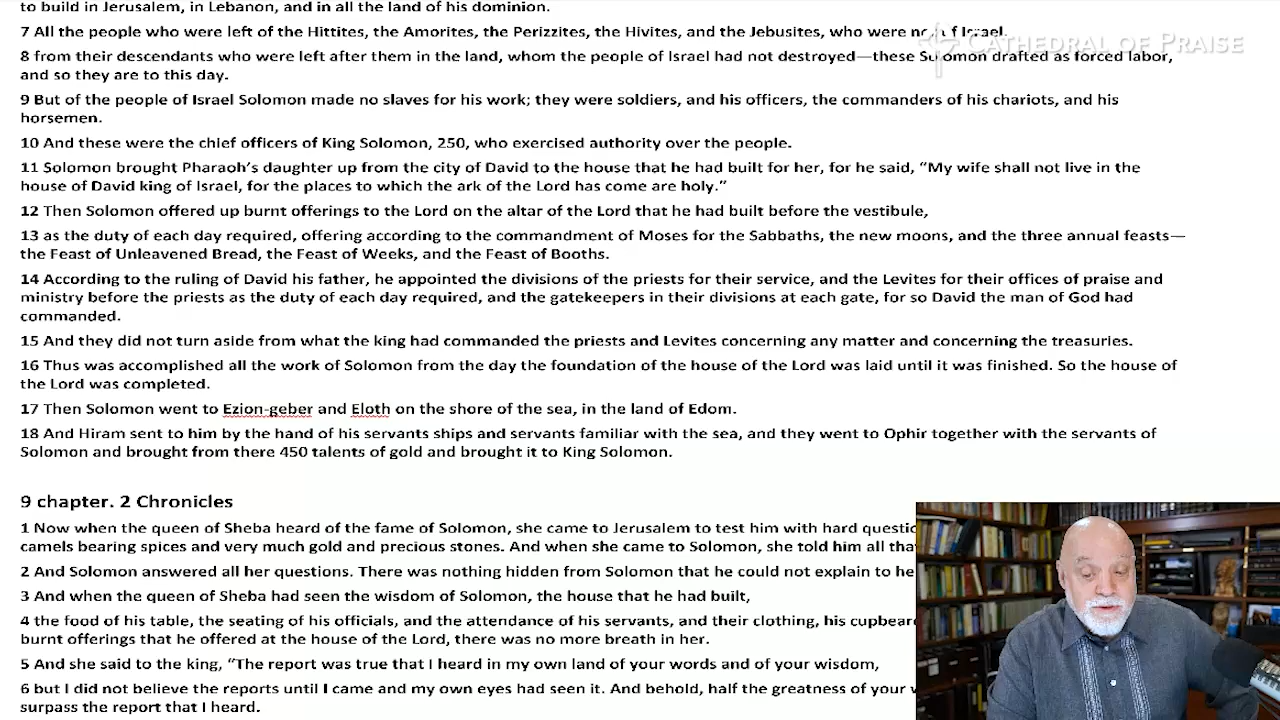 to build in Jerusalem, in Lebanon, and in all the land of his dominion.
7 All the people who were left of the Hittites, the Amorites, the Perizzites, the Hivites, and the Jebusites, who were not of Israel.
CATHEDRAL OF PRAISE
8 from their descendants who were left after them in the land, whom the people of Israel had not destroyed—these Solomon drafted as forced labor,
and so they are to this day.
9 But of the people of Israel Solomon made no slaves for his work; they were soldiers, and his officers, the commanders of his chariots, and his
horsemen.
10 And these were the chief officers of King Solomon, 250, who exercised authority over the people.
11 Solomon brought Pharaoh’s daughter up from the city of David to the house that he had built for her, for he said, “My wife shall not live in the
house of David king of Israel, for the places to which the ark of the Lord has come are holy.”
12 Then Solomon offered up burnt offerings to the Lord on the altar of the Lord that he had built before the vestibule,
13 as the duty of each day required, offering according to the commandment of Moses for the Sabbaths, the new moons, and the three annual feasts—
the Feast of Unleavened Bread, the Feast of Weeks, and the Feast of Booths.
14 According to the ruling of David his father, he appointed the divisions of the priests for their service, and the Levites for their offices of praise and
ministry before the priests as the duty of each day required, and the gatekeepers in their divisions at each gate, for so David the man of God had
commanded.
15 And they did not turn aside from what the king had commanded the priests and Levites concerning any matter and concerning the treasuries.
16 Thus was accomplished all the work of Solomon from the day the foundation of the house of the Lord was laid until it was finished. So the house of
the Lord was completed.
17 Then Solomon went to Ezion-geber and Eloth on the shore of the sea, in the land of Edom.
18 And Hiram sent to him by the hand of his servants ships and servants familiar with the sea, and they went to Ophir together with the servants of
Solomon and brought from there 450 talents of gold and brought it to King Solomon.
9 chapter. 2 Chronicles
1 Now when the queen of Sheba heard of the fame of Solomon, she came to Jerusalem to test him with hard
camels bearing spices and very much gold and precious stones. And when she came to Solomon, she told him all
2 And Solomon answered all her questions. There was nothing hidden from Solomon that he could not explain to
3 And when the queen of Sheba had seen the wisdom of Solomon, the house that he had built,
4 the food of his table, the seating of his officials, and the attendance of his servants, and their clothing, his
burnt offerings that he offered at the house of the Lord, there was no more breath in her.
5 And she said to the king, “The report was true that I heard in my own land of your words and of your wisdom,
6 but I did not believe the reports until I came and my own eyes had seen it. And behold, half the greatness of your
surpass the report that I heard.